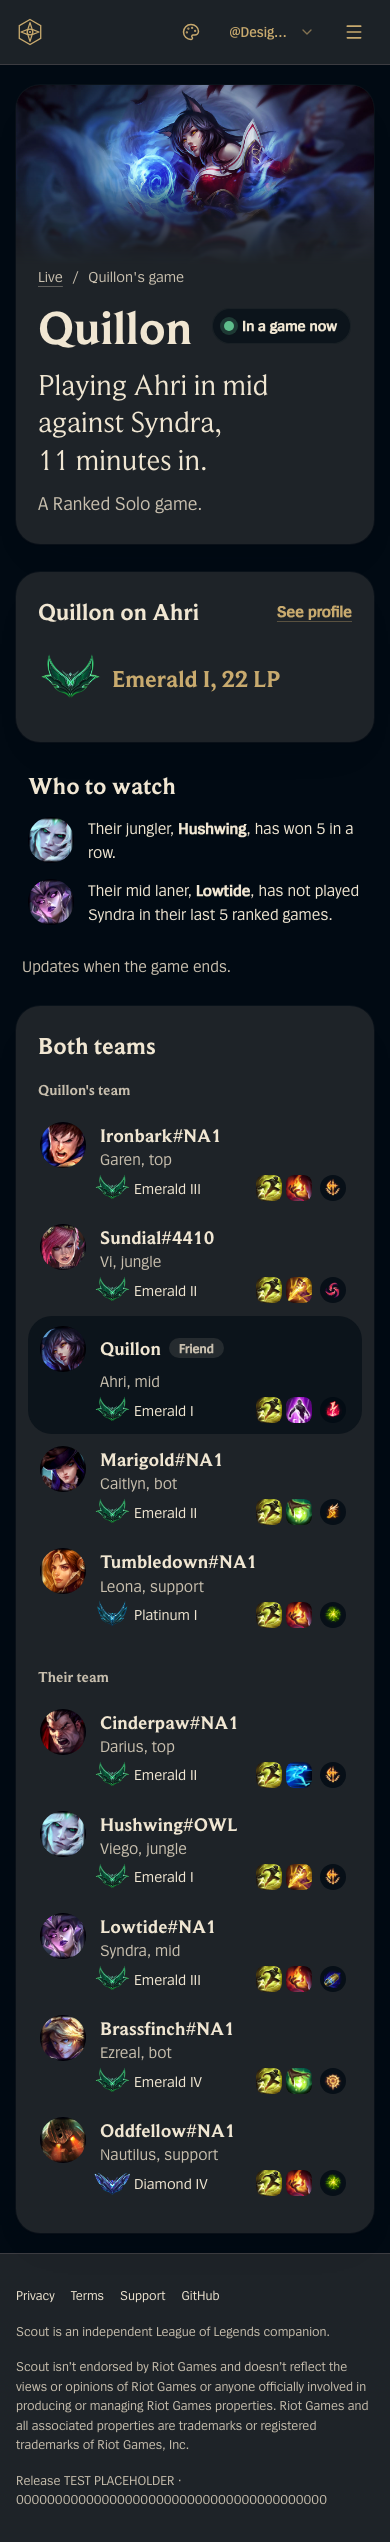 @Desig...
Live / Quillon's game
Quillon
In a game now
Playing Ahri in mid
against Syndra,
11 minutes in.
A Ranked Solo game.
Quillon on Ahri
See profile
Emerald I, 22 LP
Who to watch
Their jungler, Hushwing, has won 5 in a
row.
Their mid laner, Lowtide, has not played
Syndra in their last 5 ranked games.
Updates when the game ends.
Both teams
Quillon's team
Ironbark#NA1
Garen, top
Emerald III
Sundial#4410
Vi, jungle
Emerald II
Quillon
Friend
Ahri, mid
Emerald I
Marigold#NA1
Caitlyn, bot
Emerald II
Tumbledown#NA1
Leona, support
Platinum I
Their team
Cinderpaw#NA1
Darius, top
Emerald II
Hushwing#OWL
Viego, jungle
Emerald I
Lowtide#NA1
Syndra, mid
Emerald III
Brassfinch#NA1
Ezreal, bot
Emerald IV
Oddfellow#NA1
Nautilus, support
Diamond IV
Privacy Terms Support GitHub
Scout is an independent League of Legends companion.
Scout isn't endorsed by Riot Games and doesn't reflect the
views or opinions of Riot Games or anyone officially involved in
producing or managing Riot Games properties. Riot Games and
all associated properties are trademarks or registered
trademarks of Riot Games, Inc.
Release TEST PLACEHOLDER ·
0000000000000000000000000000000000000000